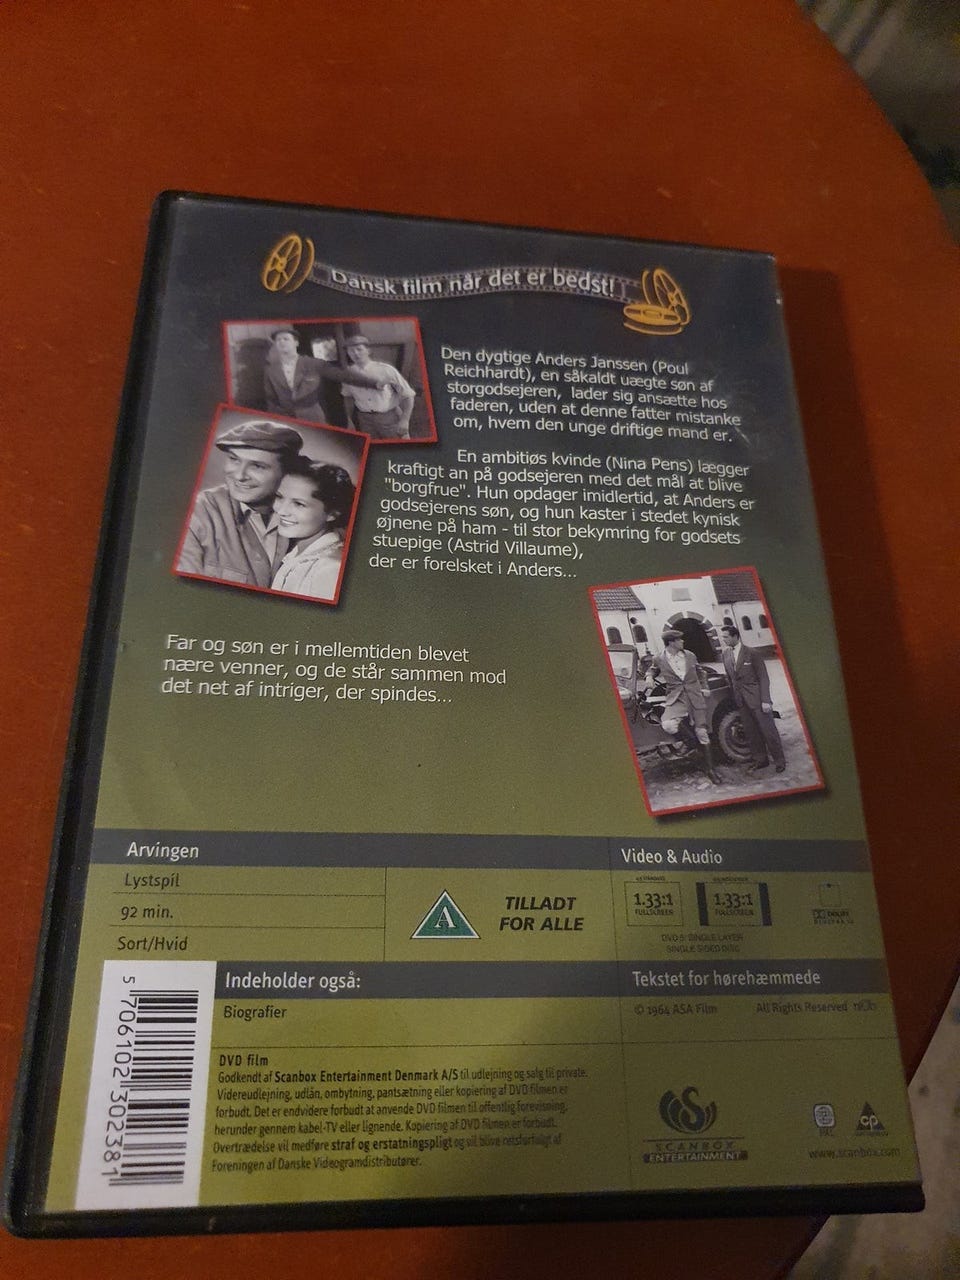 Dansk film når det er bedst!
Den dygtige Anders Janssen (Poul
Reichhardt), en såkaldt uægte søn af
storgodsejeren, lader sig ansætte hos
faderen, uden at denne fatter mistanke
om, hvem den unge driftige mand er.
En ambitiøs kvinde (Nina Pens) lægger
kraftigt an på godsejeren med det mål at blive
"borgfrue". Hun opdager imidlertid, at Anders er
godsejerens søn, og hun kaster i stedet kynisk
øjnene på ham - til stor bekymring for godsets
stuepige (Astrid Villaume),
der er forelsket i Anders...
Far og søn er i mellemtiden blevet
nære venner, og de står sammen mod
det net af intriger, der spindes...
Arvingen
Lystspil
92 min.
Sort/Hvid
A
TILLADT
FOR ALLE
Video & Audio
1.33:1
FULLSCREEN
1.33:1
FULLSCREEN
DOLBY
DVD 5: SINGLE LAYER
SINGLE SIDED DISC
Indeholder også:
Biografier
Tekstet for hørehæmmede
© 1964 ASA Film
All Rights Reserved
DVD film
Godkendt af Scanbox Entertainment Denmark A/S til udlejning og salg til private.
Videreudlejning, udlån, ombytning, pantsætning eller kopiering af DVD filmen er
forbudt. Det er endvidere forbudt at anvende DVD filmen til offentlig forevisning,
herunder gennem kabel-TV eller lignende. Kopiering af DVD filmen er forbudt.
Overtrædelse vil medføre straf og erstatningspligt og vil blive retsforfulgt af
Foreningen af Danske Videogramdistributører.
SCANBOX
ENTERTAINMENT
www.scanbox.com
5 706102 302381